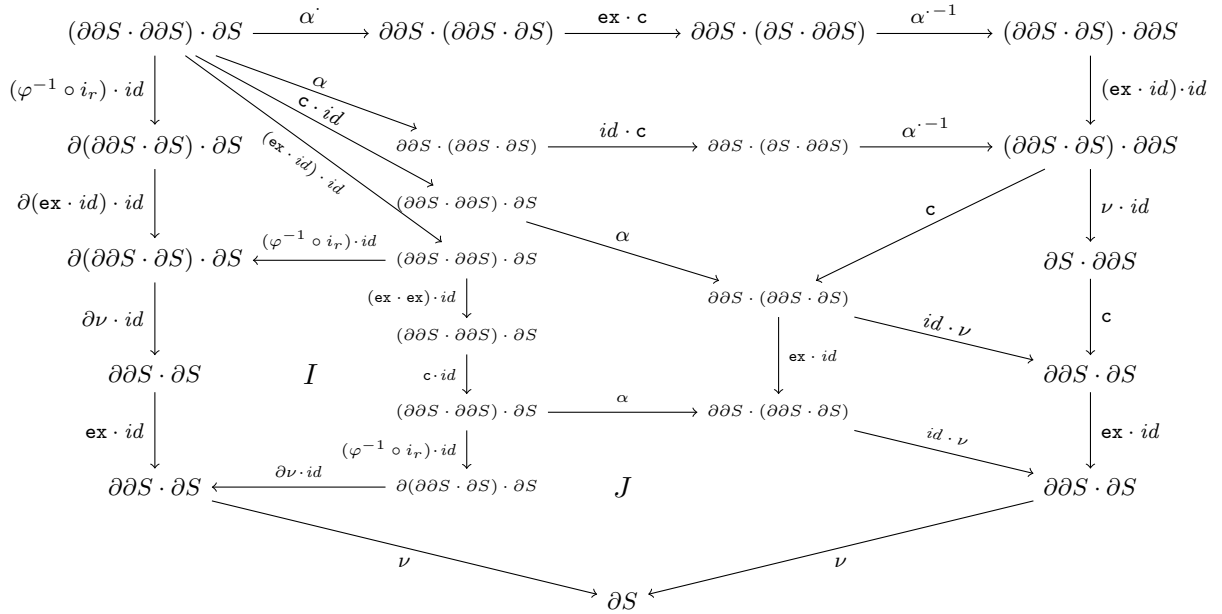 (∂∂S · ∂∂S) · ∂S α· ∂∂S · (∂∂S · ∂S) ex · c ∂∂S · (∂S · ∂∂S) α·⁻¹ (∂∂S · ∂S) · ∂∂S
(φ⁻¹ ∘ i_r) · id α c · id (ex · id) · id (ex · id) · id
∂(∂∂S · ∂S) · ∂S ∂∂S · (∂∂S · ∂S) id · c ∂∂S · (∂S · ∂∂S) α·⁻¹ (∂∂S · ∂S) · ∂∂S
∂(ex · id) · id (∂∂S · ∂∂S) · ∂S α c ν · id
∂(∂∂S · ∂S) · ∂S (φ⁻¹ ∘ i_r) · id (∂∂S · ∂∂S) · ∂S ∂S · ∂∂S
∂ν · id (ex · ex) · id ∂∂S · (∂∂S · ∂S) id · ν c
(∂∂S · ∂∂S) · ∂S ex · id
∂∂S · ∂S I c · id ∂∂S · ∂S
ex · id (∂∂S · ∂∂S) · ∂S α ∂∂S · (∂∂S · ∂S) id · ν ex · id
(φ⁻¹ ∘ i_r) · id
∂∂S · ∂S ∂ν · id ∂(∂∂S · ∂S) · ∂S J ∂∂S · ∂S
ν ν
∂S